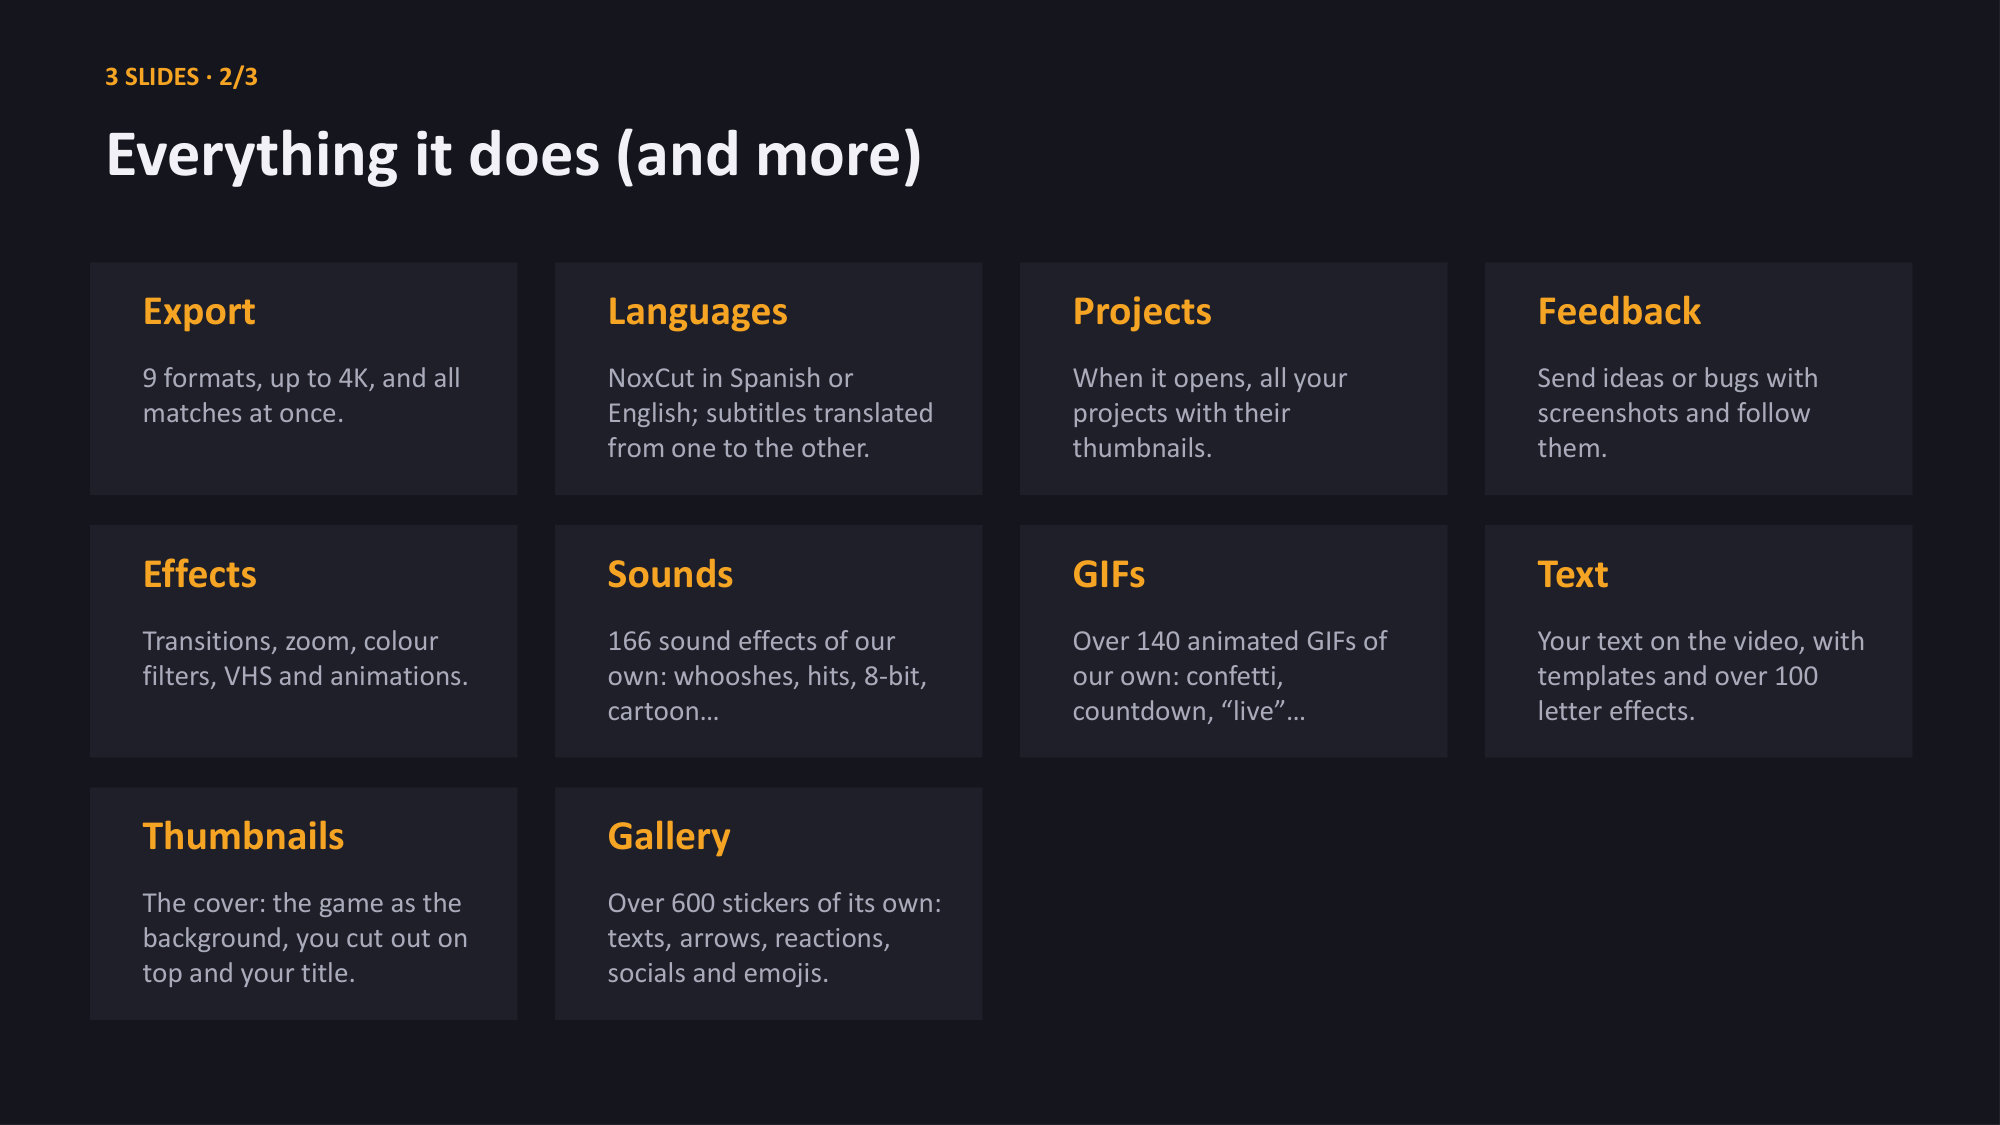 3 SLIDES · 2/3
Everything it does (and more)
Export
9 formats, up to 4K, and all
matches at once.
Languages
NoxCut in Spanish or
English; subtitles translated
from one to the other.
Projects
When it opens, all your
projects with their
thumbnails.
Feedback
Send ideas or bugs with
screenshots and follow
them.
Effects
Transitions, zoom, colour
filters, VHS and animations.
Sounds
166 sound effects of our
own: whooshes, hits, 8-bit,
cartoon…
GIFs
Over 140 animated GIFs of
our own: confetti,
countdown, “live”…
Text
Your text on the video, with
templates and over 100
letter effects.
Thumbnails
The cover: the game as the
background, you cut out on
top and your title.
Gallery
Over 600 stickers of its own:
texts, arrows, reactions,
socials and emojis.